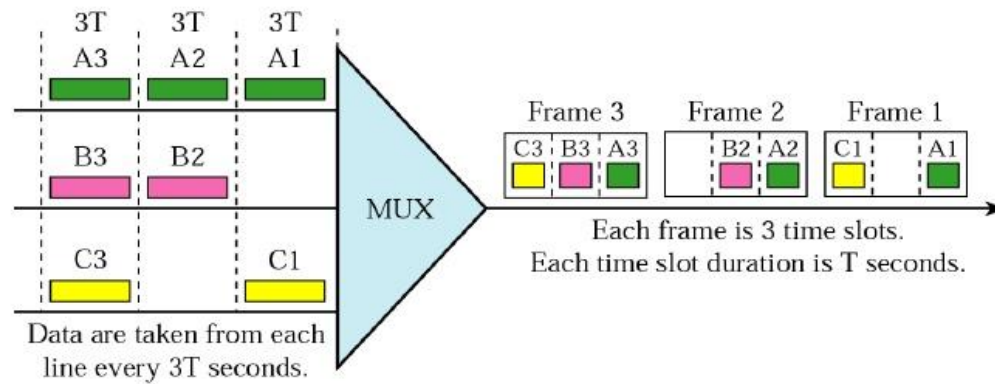 3T 3T 3T
A3 A2 A1
B3 B2
C3 C1
Data are taken from each
line every 3T seconds.
MUX
Frame 3 Frame 2 Frame 1
C3 B3 A3 B2 A2 C1 A1
Each frame is 3 time slots.
Each time slot duration is T seconds.